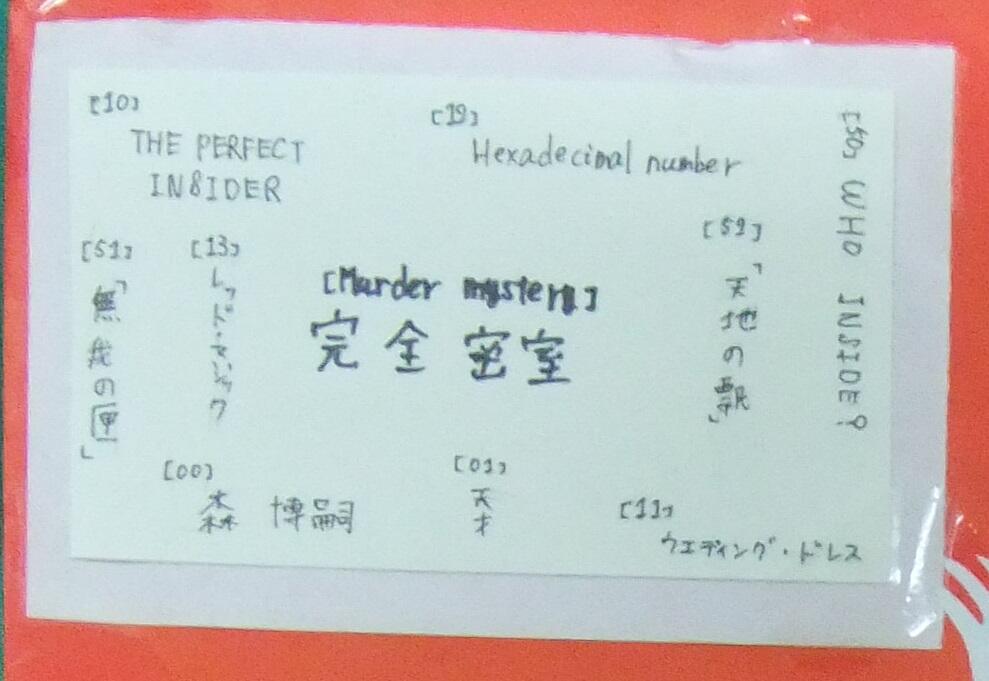 [10]
THE PERFECT
INSIDER
[19]
Hexadecimal number
[50] WHO INSIDE?
[51]
「無我の匣」
[13]
レッド・マジック
[Murder mystery]
完全密室
[52]
「天地の瓢」
[00]
森 博嗣
[01]
天才
[11]
ウエディング・ドレス